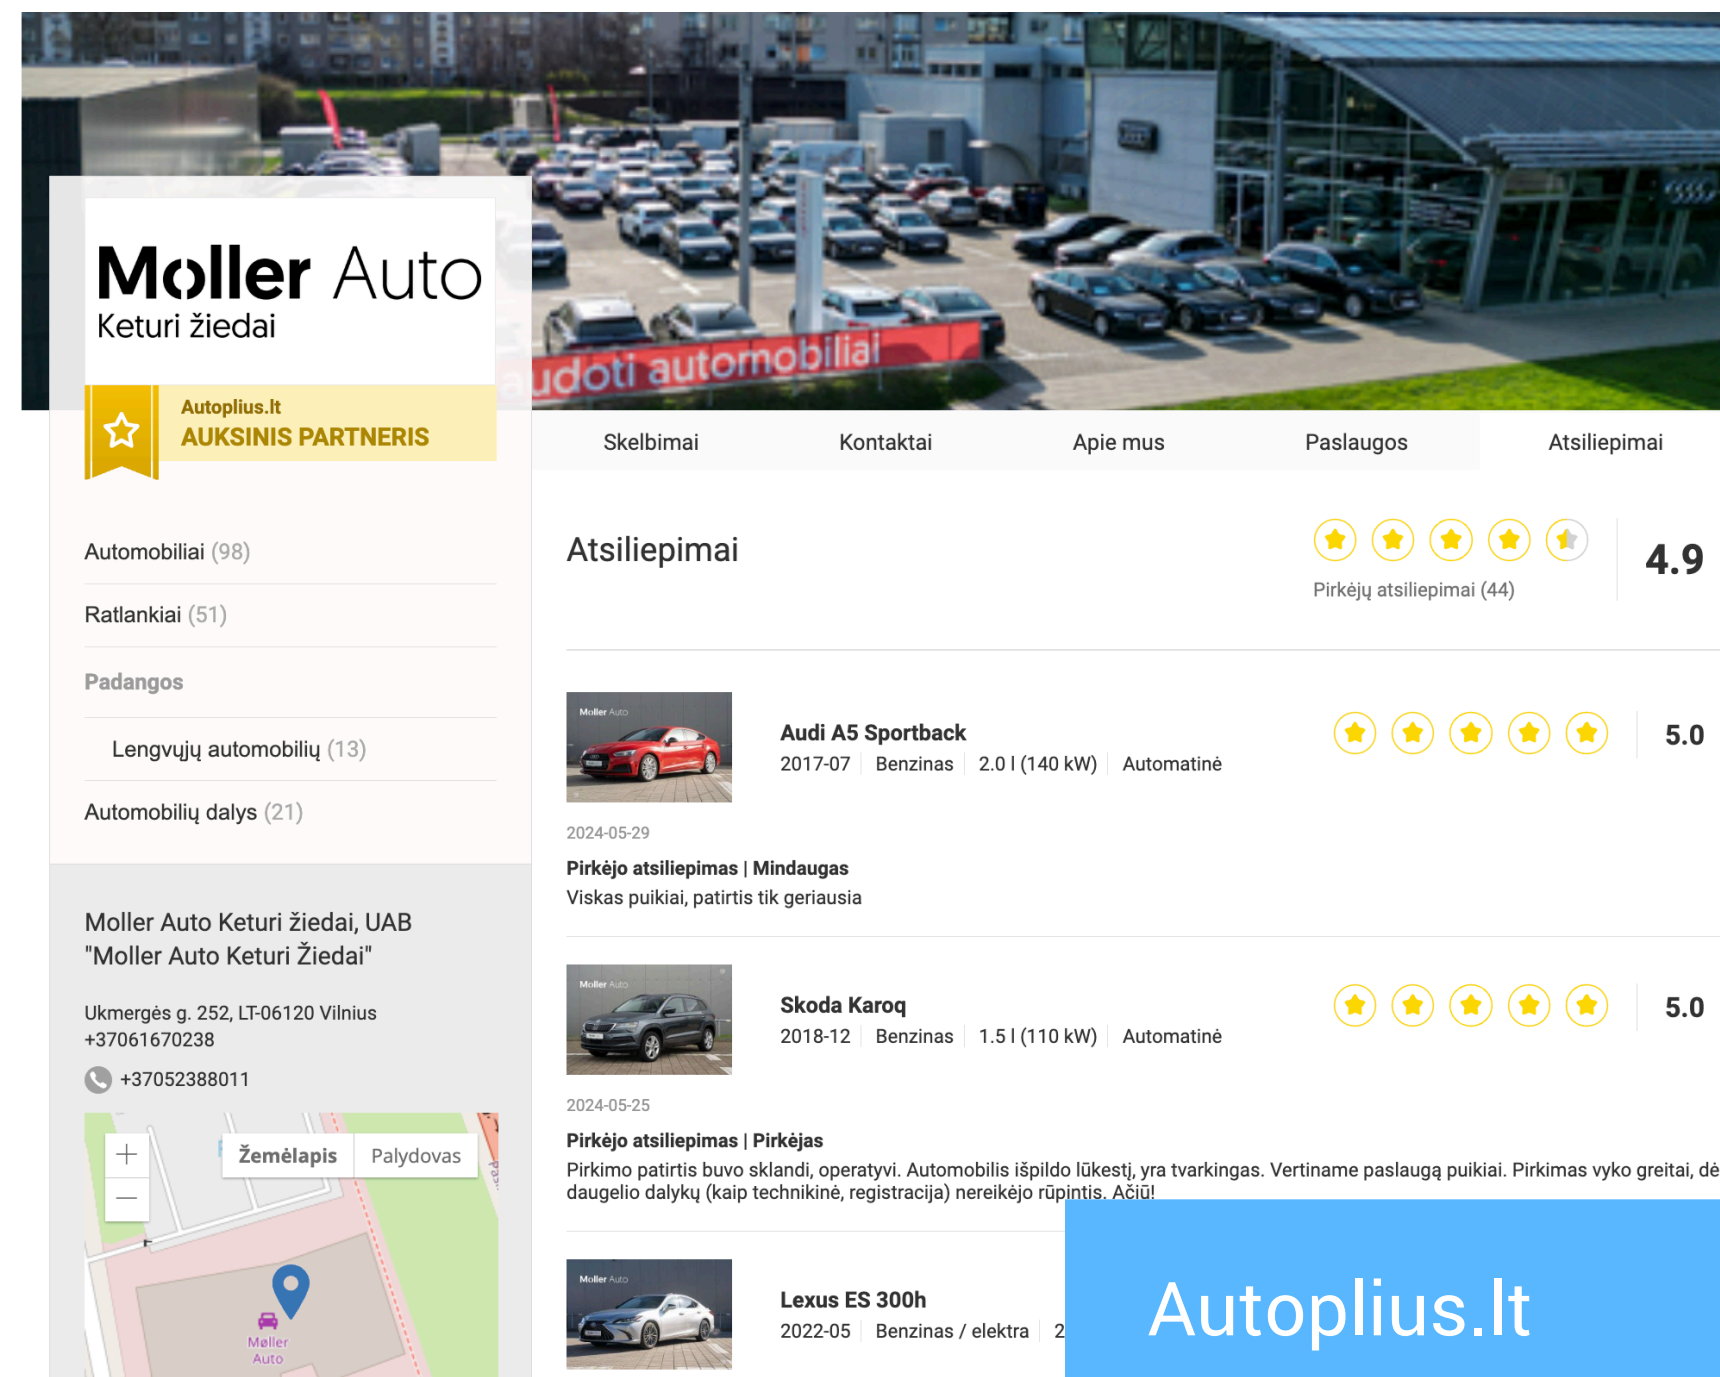 Moller Auto
Keturi žiedai
udoti automobiliai
Autoplius.lt
AUKSINIS PARTNERIS
Skelbimai
Kontaktai
Apie mus
Paslaugos
Atsiliepimai
Automobiliai (98)
Ratlankiai (51)
Padangos
Lengvųjų automobilių (13)
Automobilių dalys (21)
Moller Auto Keturi žiedai, UAB
"Moller Auto Keturi Žiedai"
Ukmergės g. 252, LT-06120 Vilnius
+37061670238
+37052388011
Žemėlapis
Palydovas
Møller
Auto
Atsiliepimai
Pirkėjų atsiliepimai (44)
4.9
Moller Auto
Audi A5 Sportback
2017-07 Benzinas 2.0 l (140 kW) Automatinė
5.0
2024-05-29
Pirkėjo atsiliepimas | Mindaugas
Viskas puikiai, patirtis tik geriausia
Moller Auto
Skoda Karoq
2018-12 Benzinas 1.5 l (110 kW) Automatinė
5.0
2024-05-25
Pirkėjo atsiliepimas | Pirkėjas
Pirkimo patirtis buvo sklandi, operatyvi. Automobilis išpildo lūkestį, yra tvarkingas. Vertiname paslaugą puikiai. Pirkimas vyko greitai, dė
daugelio dalykų (kaip technikinė, registracija) nereikėjo rūpintis. Ačiū!
Moller Auto
Lexus ES 300h
2022-05 Benzinas / elektra 2
Autoplius.lt